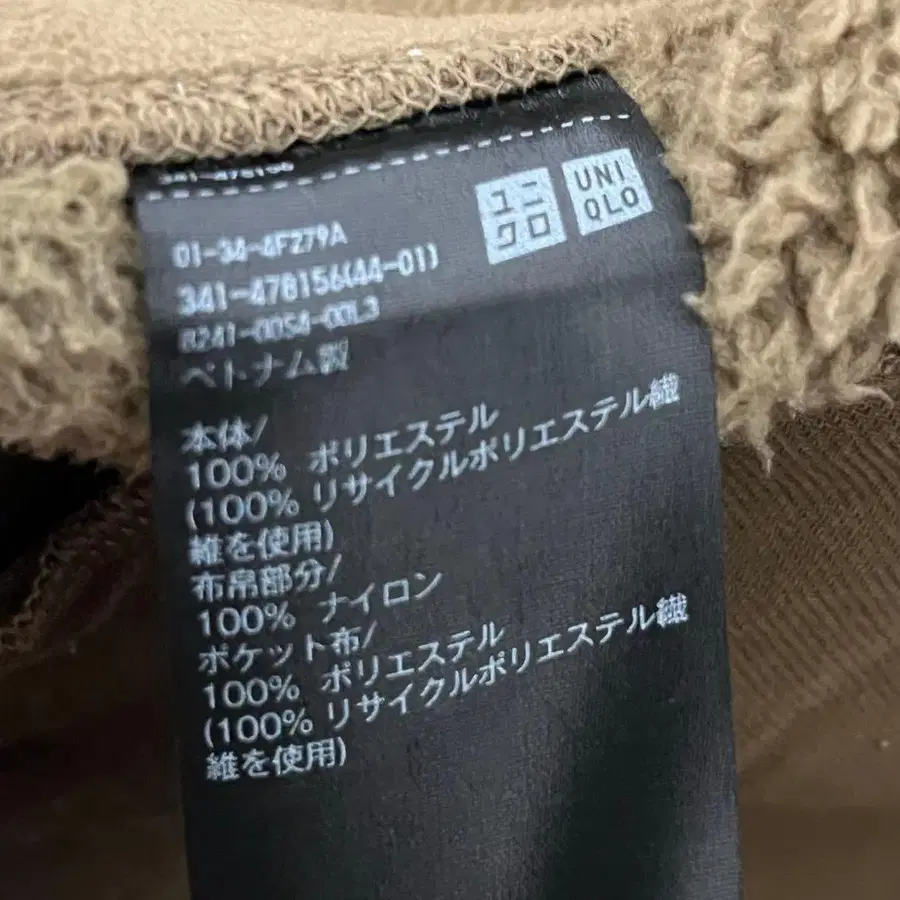 ユニクロ
UNI
QLO
01-34-4F279A
341-478156(44-01)
ベトナム製
本体/
100% ポリエステル
(100% リサイクルポリエステル繊
維を使用)
布帛部分/
100% ナイロン
ポケット布/
100% ポリエステル
(100% リサイクルポリエステル繊
維を使用)